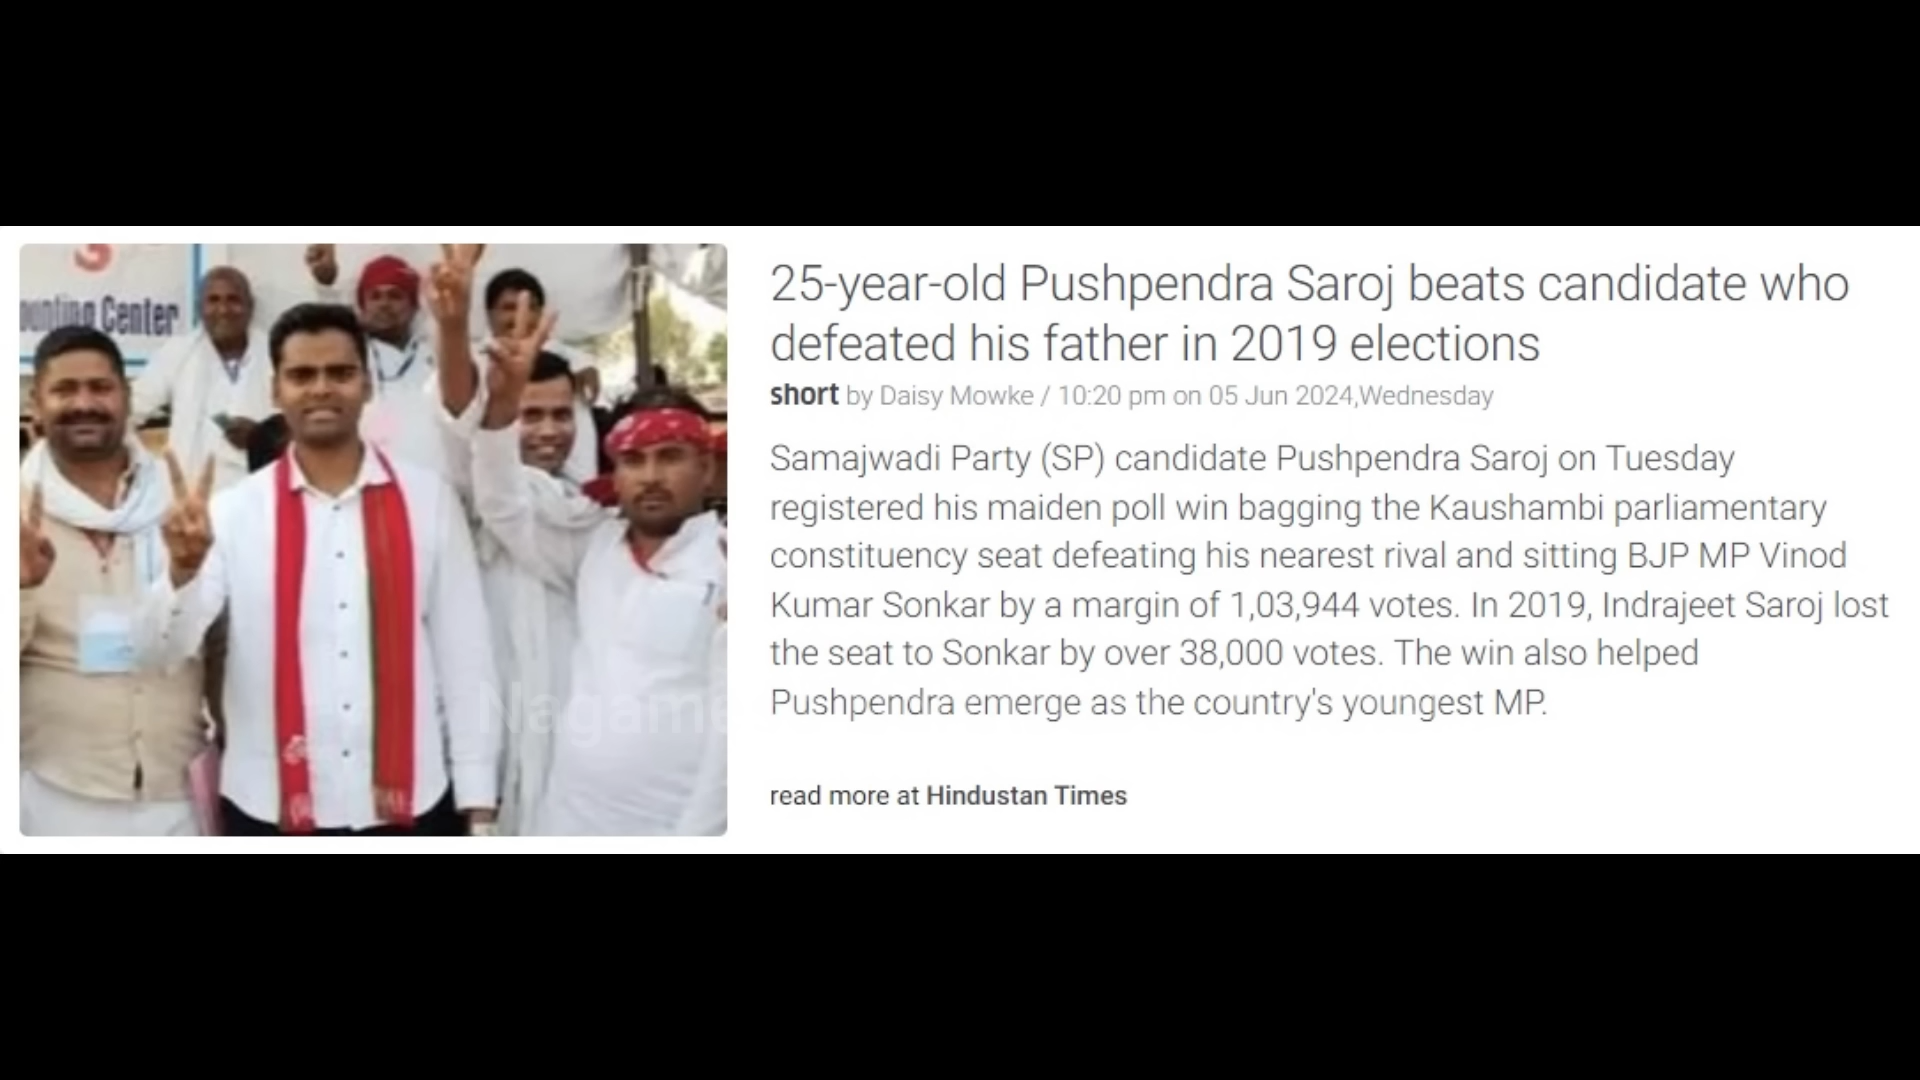 Counting Center
25-year-old Pushpendra Saroj beats candidate who
defeated his father in 2019 elections
short by Daisy Mowke / 10:20 pm on 05 Jun 2024,Wednesday
Samajwadi Party (SP) candidate Pushpendra Saroj on Tuesday
registered his maiden poll win bagging the Kaushambi parliamentary
constituency seat defeating his nearest rival and sitting BJP MP Vinod
Kumar Sonkar by a margin of 1,03,944 votes. In 2019, Indrajeet Saroj lost
the seat to Sonkar by over 38,000 votes. The win also helped
Pushpendra emerge as the country's youngest MP.
read more at Hindustan Times